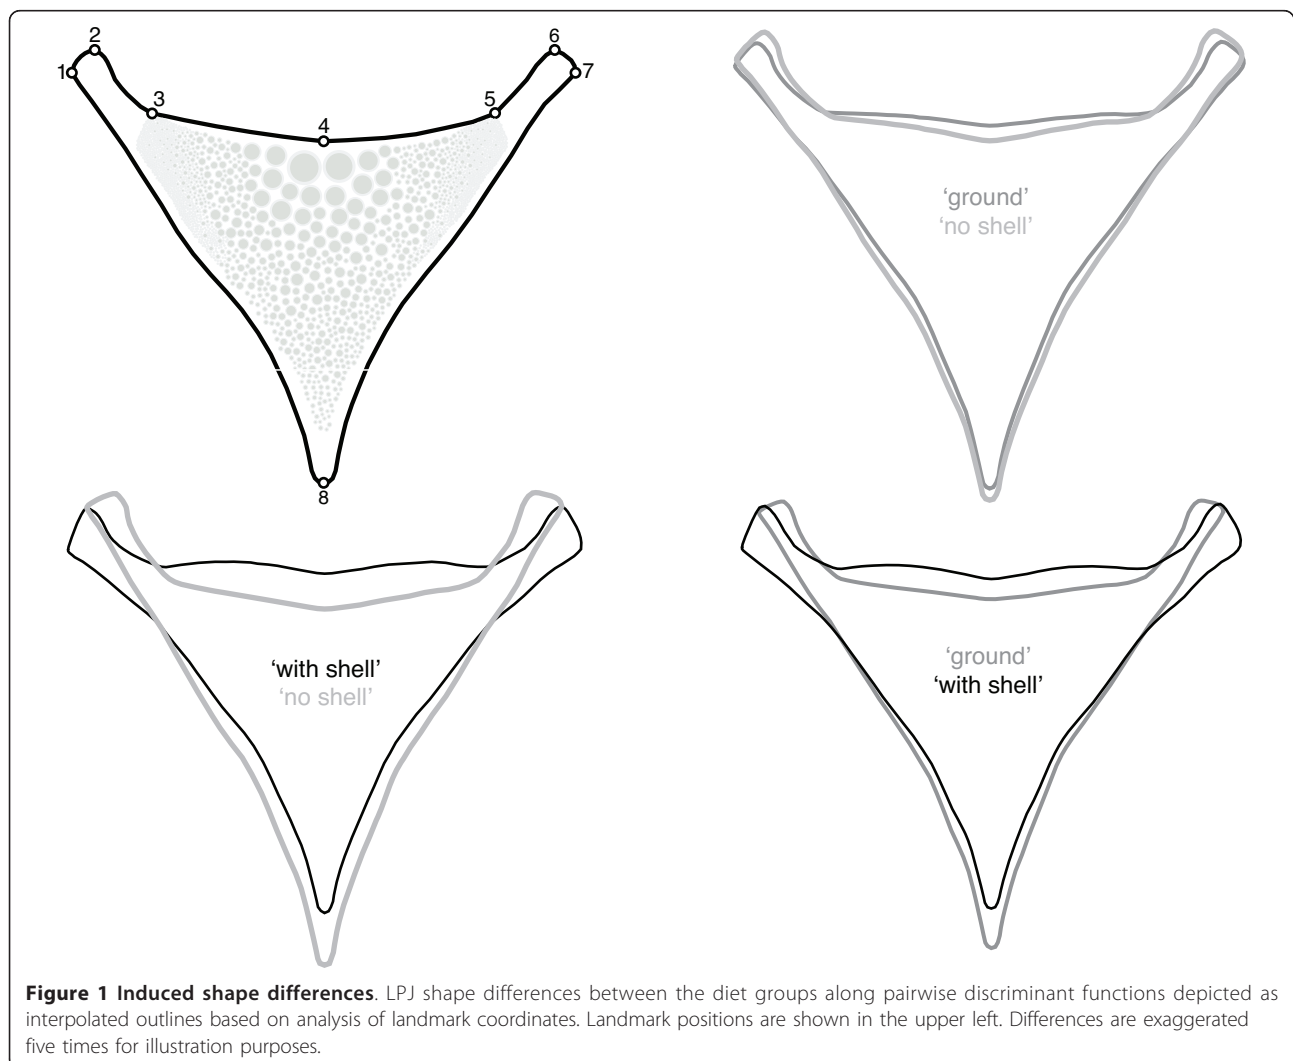 2
6
1
7
3
5
4
8
‘ground’
‘no shell’
‘with shell’
‘no shell’
‘ground’
‘with shell’
Figure 1 Induced shape differences. LPJ shape differences between the diet groups along pairwise discriminant functions depicted as
interpolated outlines based on analysis of landmark coordinates. Landmark positions are shown in the upper left. Differences are exaggerated
five times for illustration purposes.